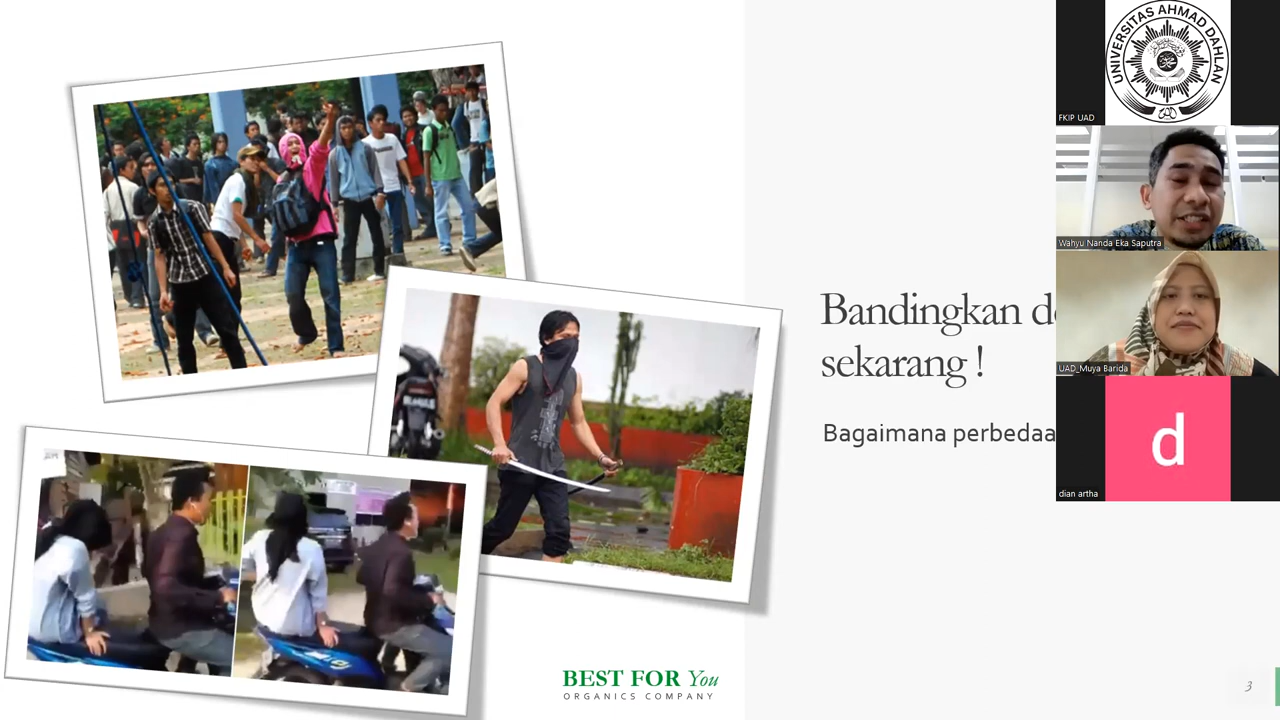 Bandingkan de
sekarang !
Bagaimana perbedaa
BEST FOR You
ORGANICS COMPANY
3
UNIVERSITAS AHMAD DAHLAN
FKIP UAD
Wahyu Nanda Eka Saputra
UAD_Muya Barida
d
dian artha